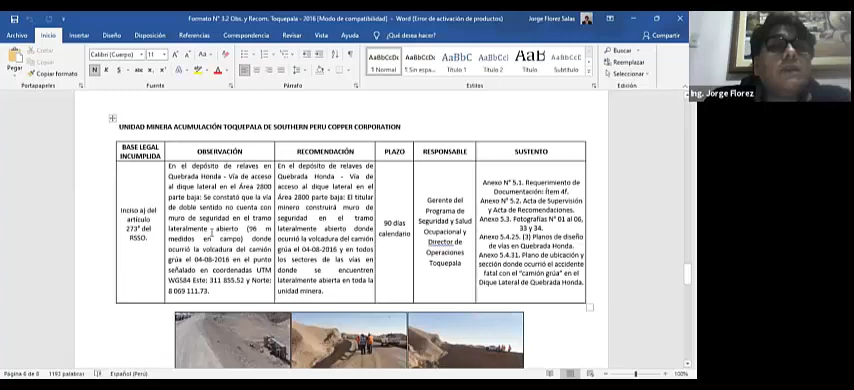 Formato N° 3.2 Obs. y Recom. Toquepala - 2016 [Modo de compatibilidad] - Word (Error de activación de productos)
Jorge Florez Salas
Archivo Inicio Insertar Diseño Disposición Referencias Correspondencia Revisar Vista Ayuda ¿Qué desea hacer? Compartir
Pegar
Cortar
Copiar
Copiar formato
Portapapeles
Calibri (Cuerpo) 11
Fuente
Párrafo
AaBbCcDc AaBbCcDc AaBbC AaBbCcI AaB AaBbCcC
¶ Normal ¶ Sin espa... Título 1 Título 2 Título Subtítulo
Estilos
Buscar
Reemplazar
Seleccionar
Edición
Ing. Jorge Florez
UNIDAD MINERA ACUMULACIÓN TOQUEPALA DE SOUTHERN PERU COPPER CORPORATION
BASE LEGAL
INCUMPLIDA
OBSERVACIÓN
RECOMENDACIÓN
PLAZO
RESPONSABLE
SUSTENTO
Inciso a) del
artículo
273° del
RSSO.
En el depósito de relaves en
Quebrada Honda - Vía de acceso
al dique lateral en el Área 2800
parte baja: Se constató que la vía
de doble sentido no cuenta con
muro de seguridad en el tramo
lateralmente abierto (96 m
medidos en campo) donde
ocurrió la volcadura del camión
grúa el 04-08-2016 en el punto
señalado en coordenadas UTM
WGS84 Este: 311 855.52 y Norte:
8 069 111.73.
En el depósito de relaves de
Quebrada Honda - Vía de
acceso al dique lateral en el
Área 2800 parte baja: El titular
minero construirá muro de
seguridad en el tramo
lateralmente abierto donde
ocurrió la volcadura del camión
grúa el 04-08-2016 y en todos
los sectores de las vías en
donde se encuentren
lateralmente abierta en toda la
unidad minera.
90 días
calendario
Gerente del
Programa de
Seguridad y Salud
Ocupacional y
Director de
Operaciones
Toquepala
Anexo N° 5.1. Requerimiento de
Documentación: Ítem 4f.
Anexo N° 5.2. Acta de Supervisión
y Acta de Recomendaciones.
Anexo 5.3. Fotografías N° 01 al 06,
33 y 34.
Anexo 5.4.25. (3) Planos de diseño
de vías en Quebrada Honda.
Anexo 5.4.31. Plano de ubicación y
sección donde ocurrió el accidente
fatal con el "camión grúa" en el
Dique Lateral de Quebrada Honda.
Página 6 de 8 1193 palabras Español (Perú) 100%